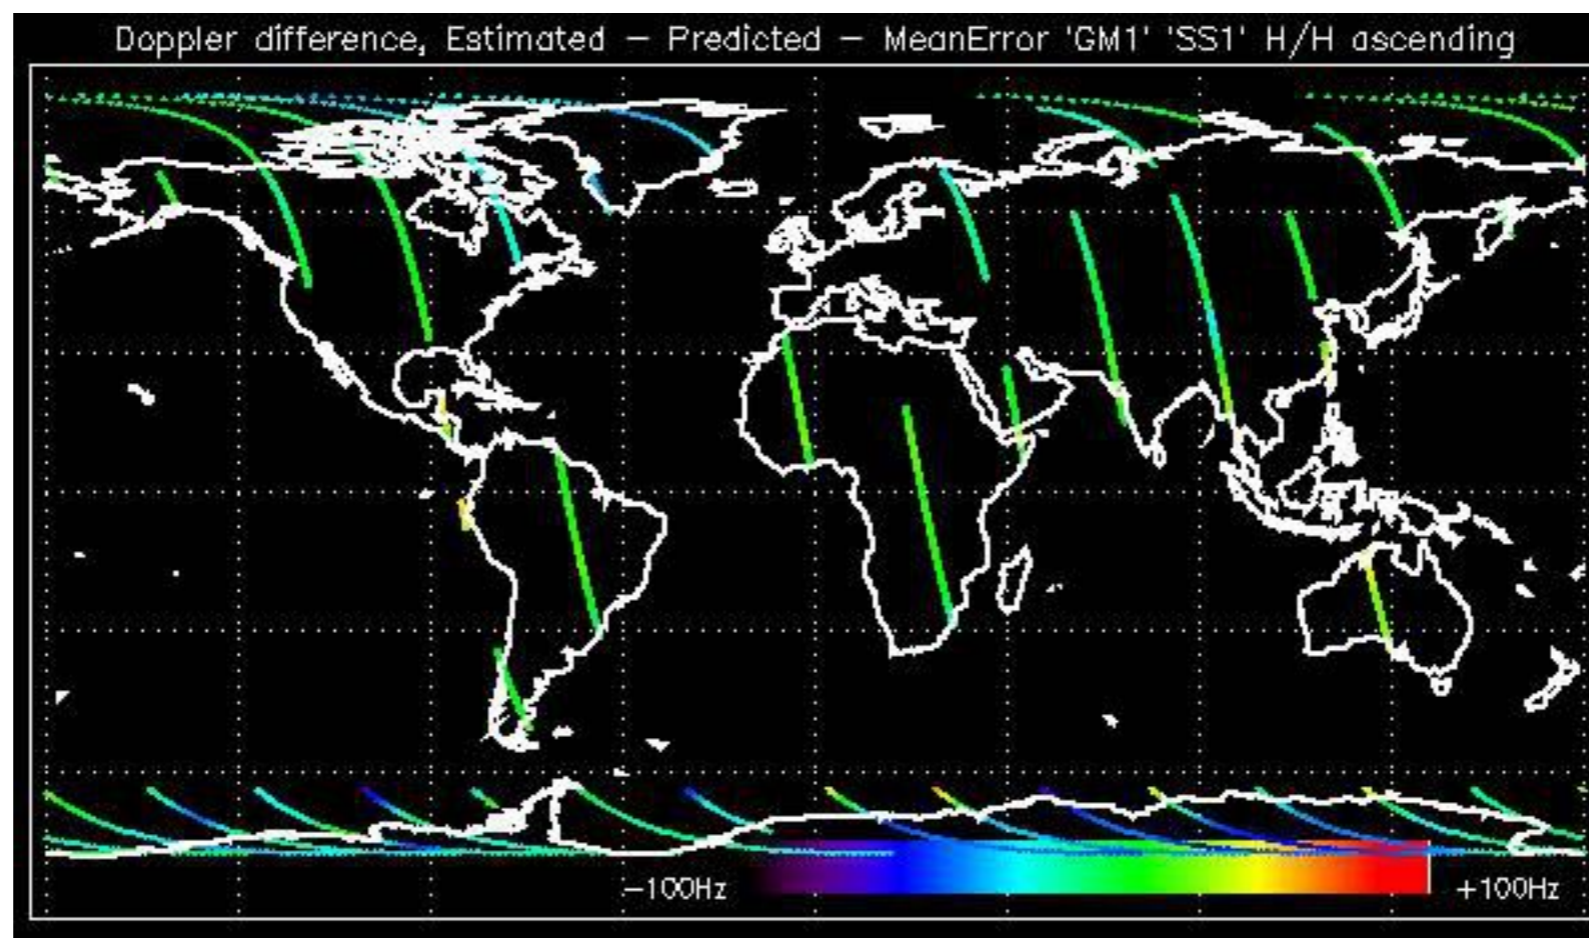 Doppler difference, Estimated – Predicted – MeanError 'GM1' 'SS1' H/H ascending
–100Hz
+100Hz